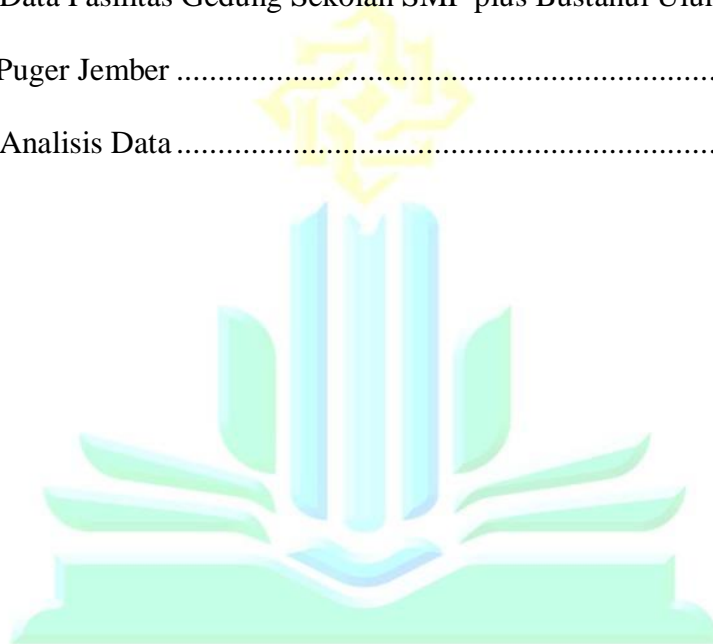 Data Fasilitas Gedung Sekolah SMP plus Bustanul Ulum
Puger Jember ..................................................................
Analisis Data ..................................................................